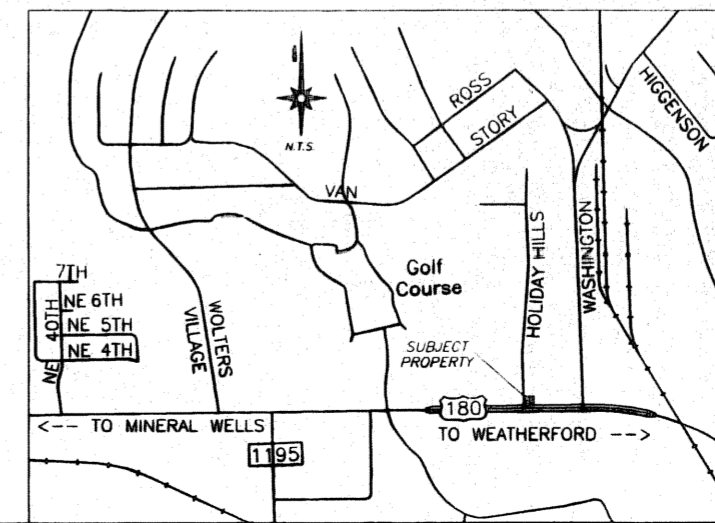 N.T.S.
ROSS
STORY
HIGGENSON
VAN
7TH
NE 6TH
NE 5TH
NE 4TH
NE 40TH
WOLTERS
VILLAGE
Golf
Course
HOLIDAY HILLS
WASHINGTON
SUBJECT
PROPERTY
180
<-- TO MINERAL WELLS
TO WEATHERFORD -->
1195